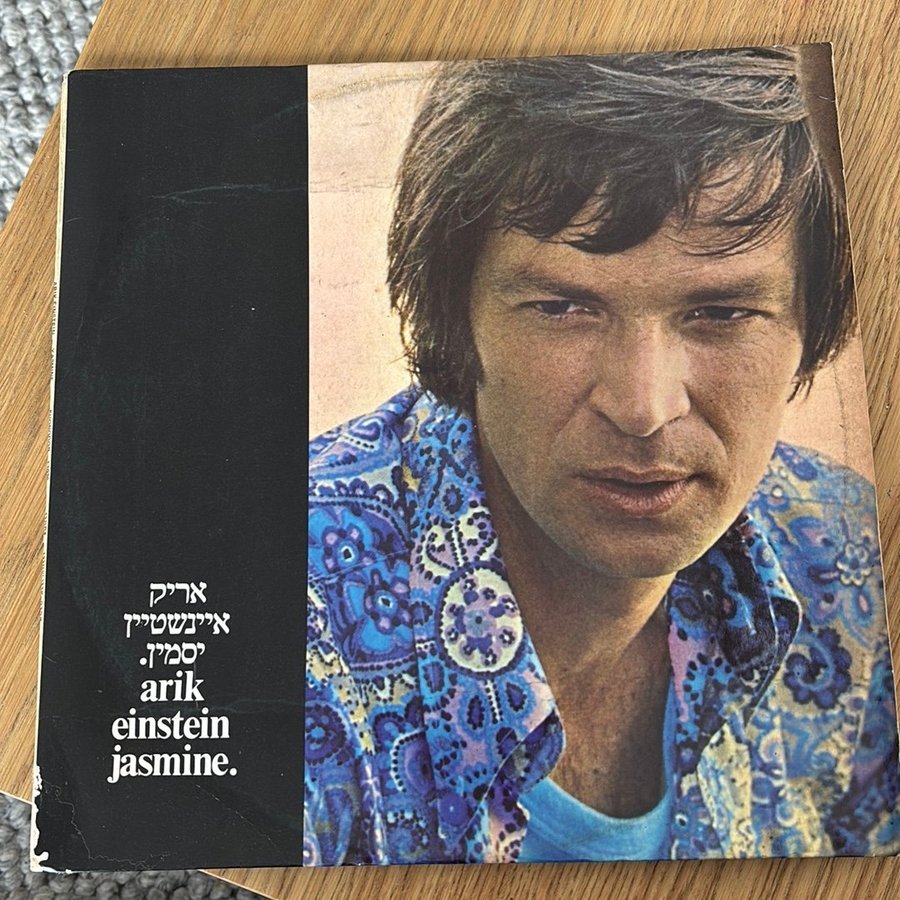 אריק
איינשטיין
יסמין.
arik
einstein
jasmine.